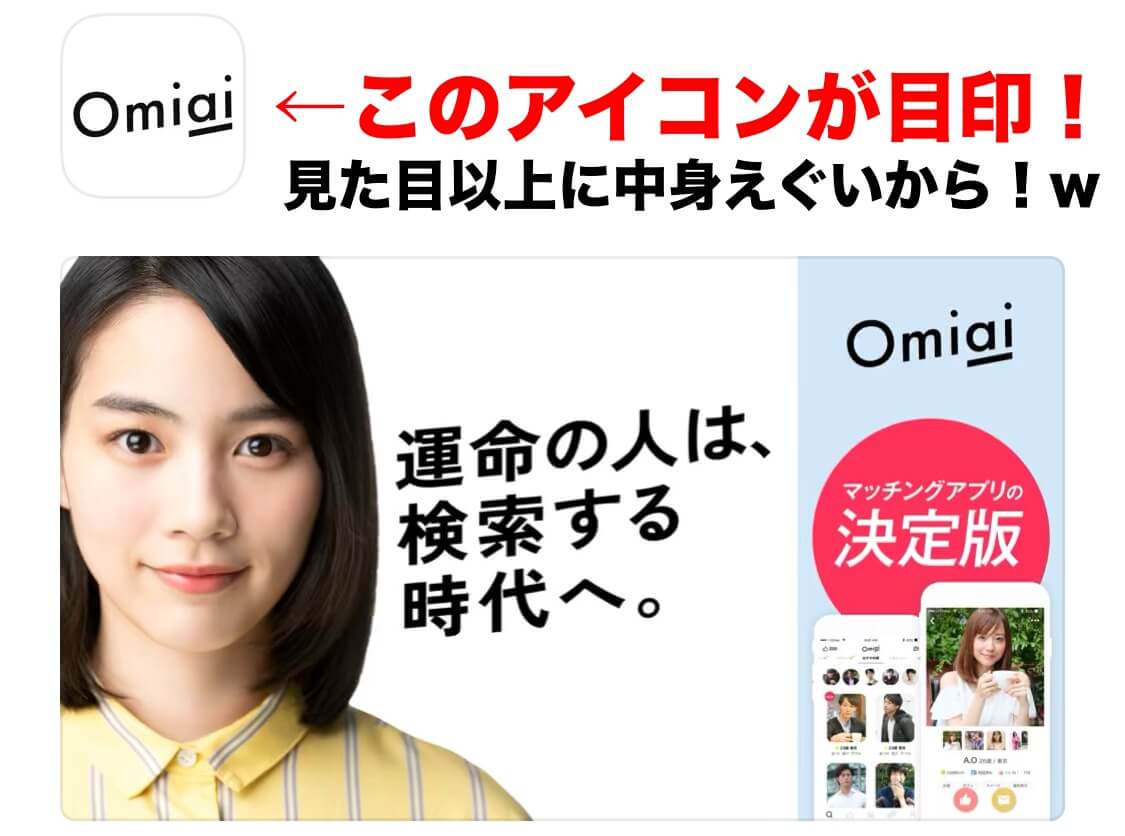 Omiai
←このアイコンが目印！
見た目以上に中身えぐいから！w
運命の人は、
検索する
時代へ。
Omiai
マッチングアプリの
決定版
Omiai
A.O 26歳 / 東京